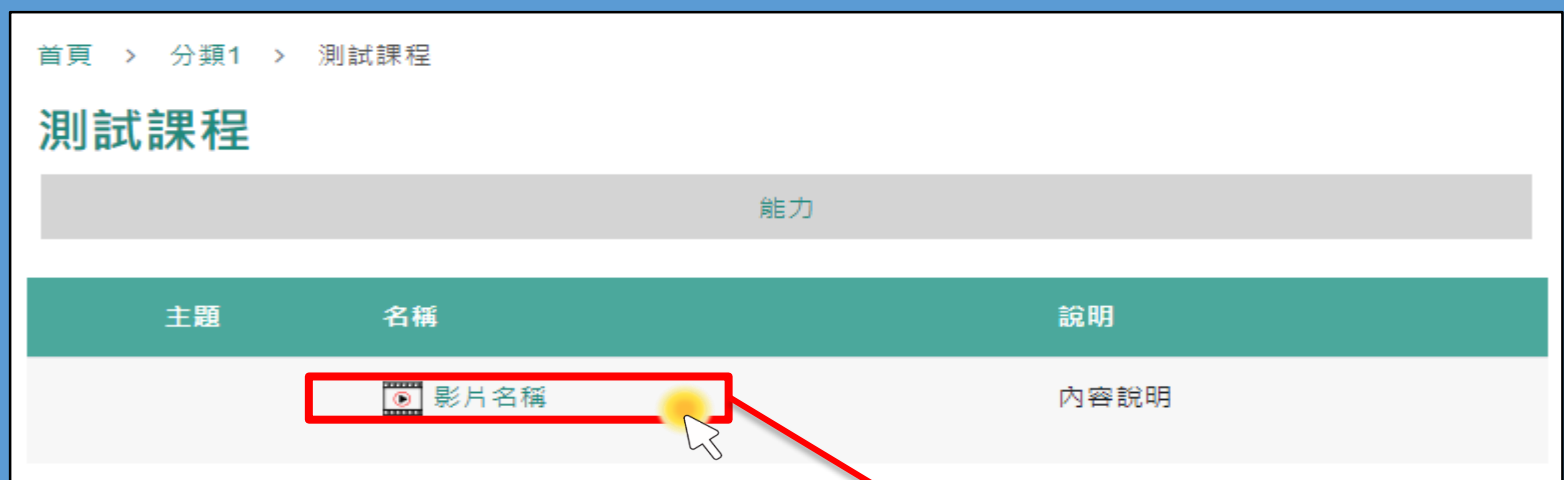 首頁 > 分類1 > 測試課程
測試課程
能力
主題 名稱 說明
影片名稱 內容說明